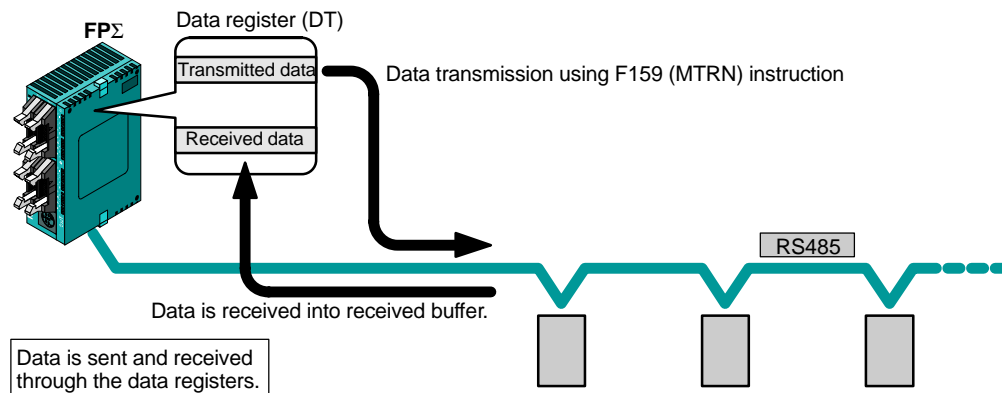 Data register (DT)
FPΣ
Transmitted data
Data transmission using F159 (MTRN) instruction
Received data
RS485
Data is received into received buffer.
Data is sent and received
through the data registers.